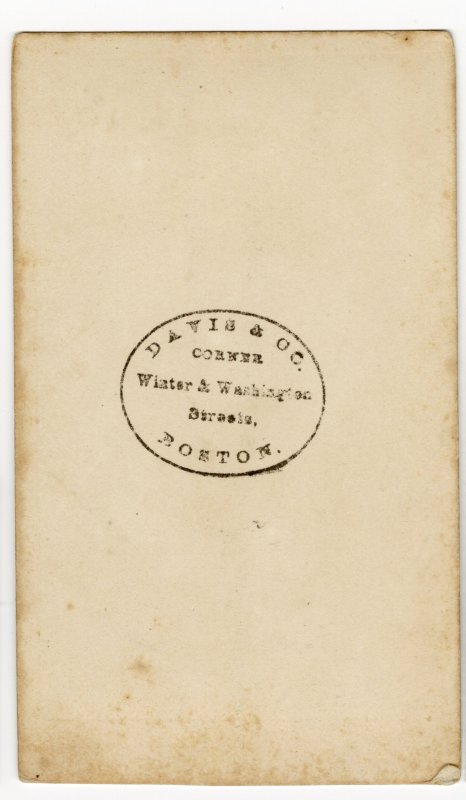 DAVIS & CO.
CORNER
Winter & Washington
Streets,
BOSTON.